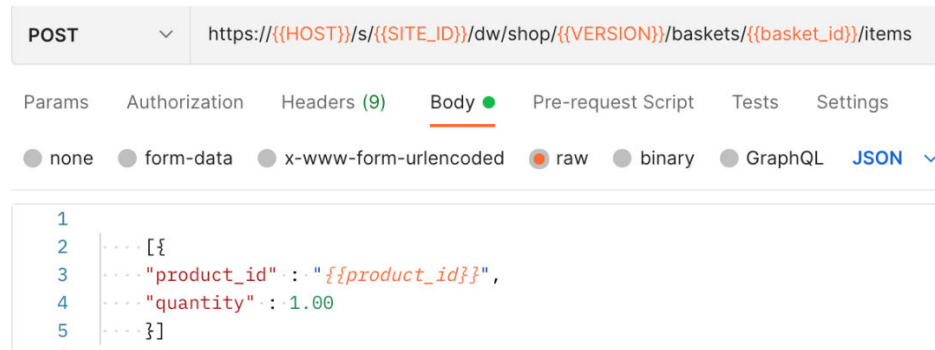 POST https://{{HOST}}/s/{{SITE_ID}}/dw/shop/{{VERSION}}/baskets/{{basket_id}}/items
Params Authorization Headers (9) Body Pre-request Script Tests Settings
none form-data x-www-form-urlencoded raw binary GraphQL JSON
1
2 [{
3 "product_id" : "{{product_id}}",
4 "quantity" : 1.00
5 }]